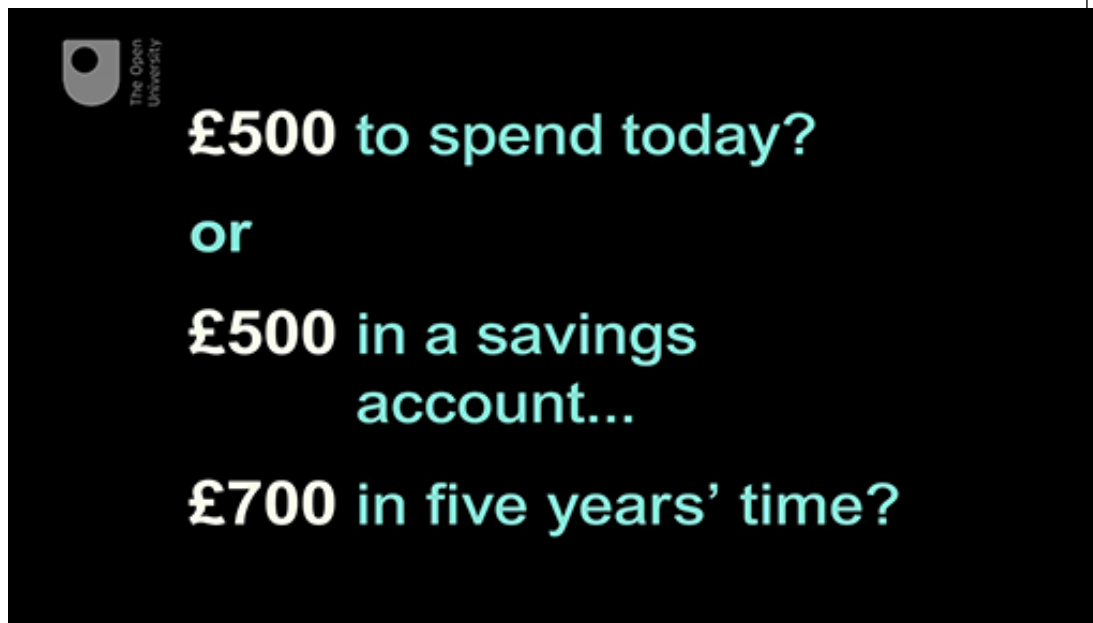 The Open
University
£500 to spend today?
or
£500 in a savings
account...
£700 in five years’ time?